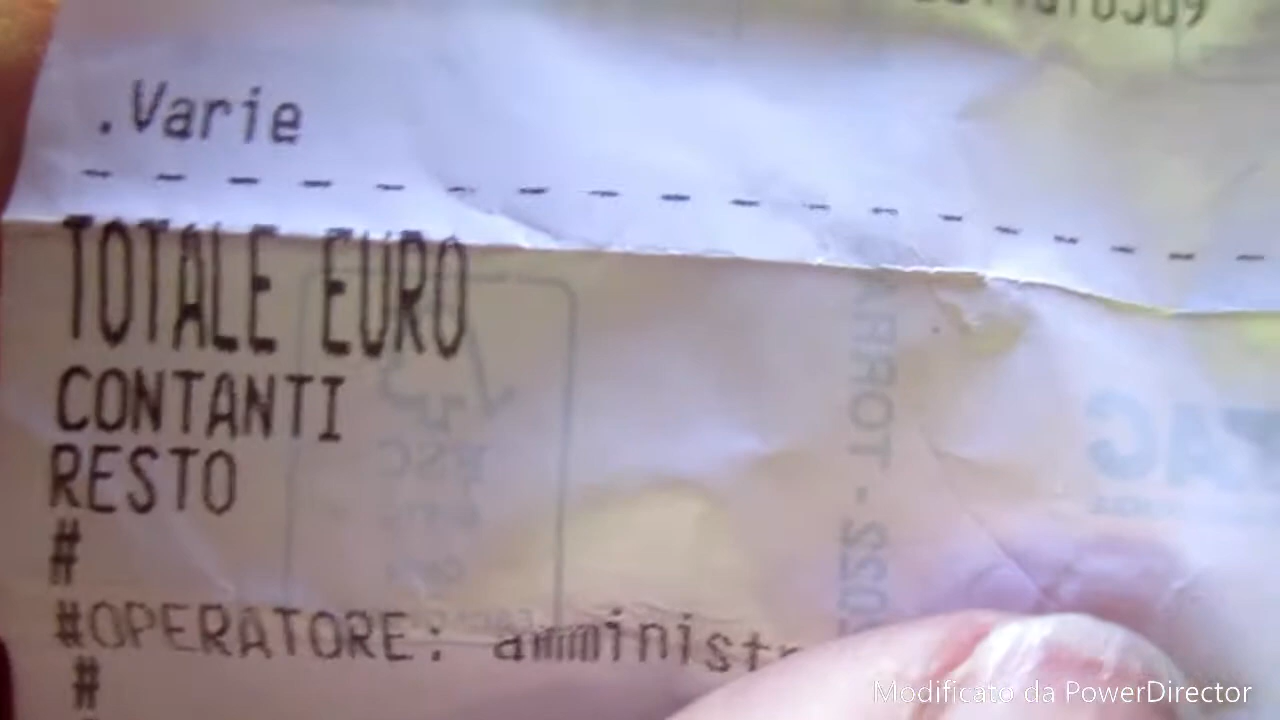 .Varie
TOTALE EURO
CONTANTI
RESTO
#
#OPERATORE: amministr
#
Modificato da PowerDirector